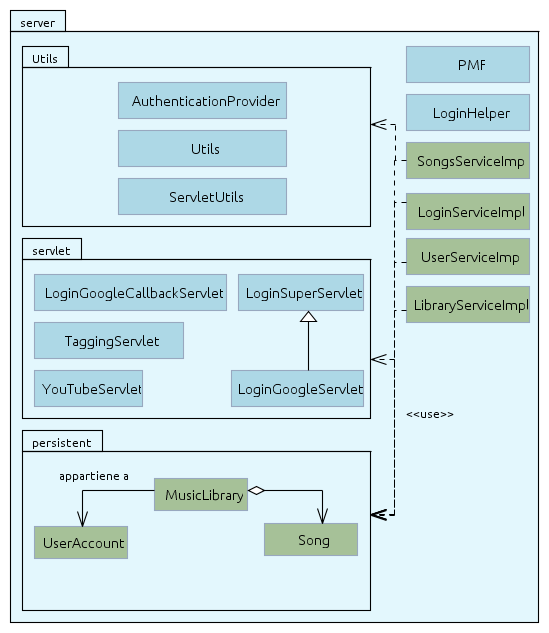 server
Utils
AuthenticationProvider
Utils
ServletUtils
PMF
LoginHelper
SongsServiceImp
LoginServiceImpl
UserServiceImp
LibraryServiceImpl
servlet
LoginGoogleCallbackServlet
LoginSuperServlet
TaggingServlet
YouTubeServlet
LoginGoogleServlet
<<use>>
persistent
appartiene a
MusicLibrary
UserAccount
Song